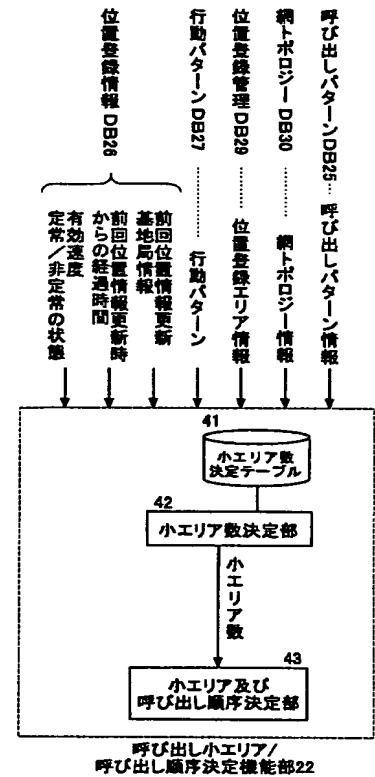 呼び出しパターンDB25……呼び出しパターン情報
網トポロジーDB30………網トポロジー情報
位置登録管理DB29………位置登録エリア情報
行動パターンDB27………行動パターン
位置登録情報DB26
前回位置情報更新
基地局情報
前回位置情報更新時
からの経過時間
有効速度
定常/非定常の状態
41
小エリア数
決定テーブル
42
小エリア数決定部
小エリア数
43
小エリア及び
呼び出し順序決定部
呼び出し小エリア/
呼び出し順序決定機能部22